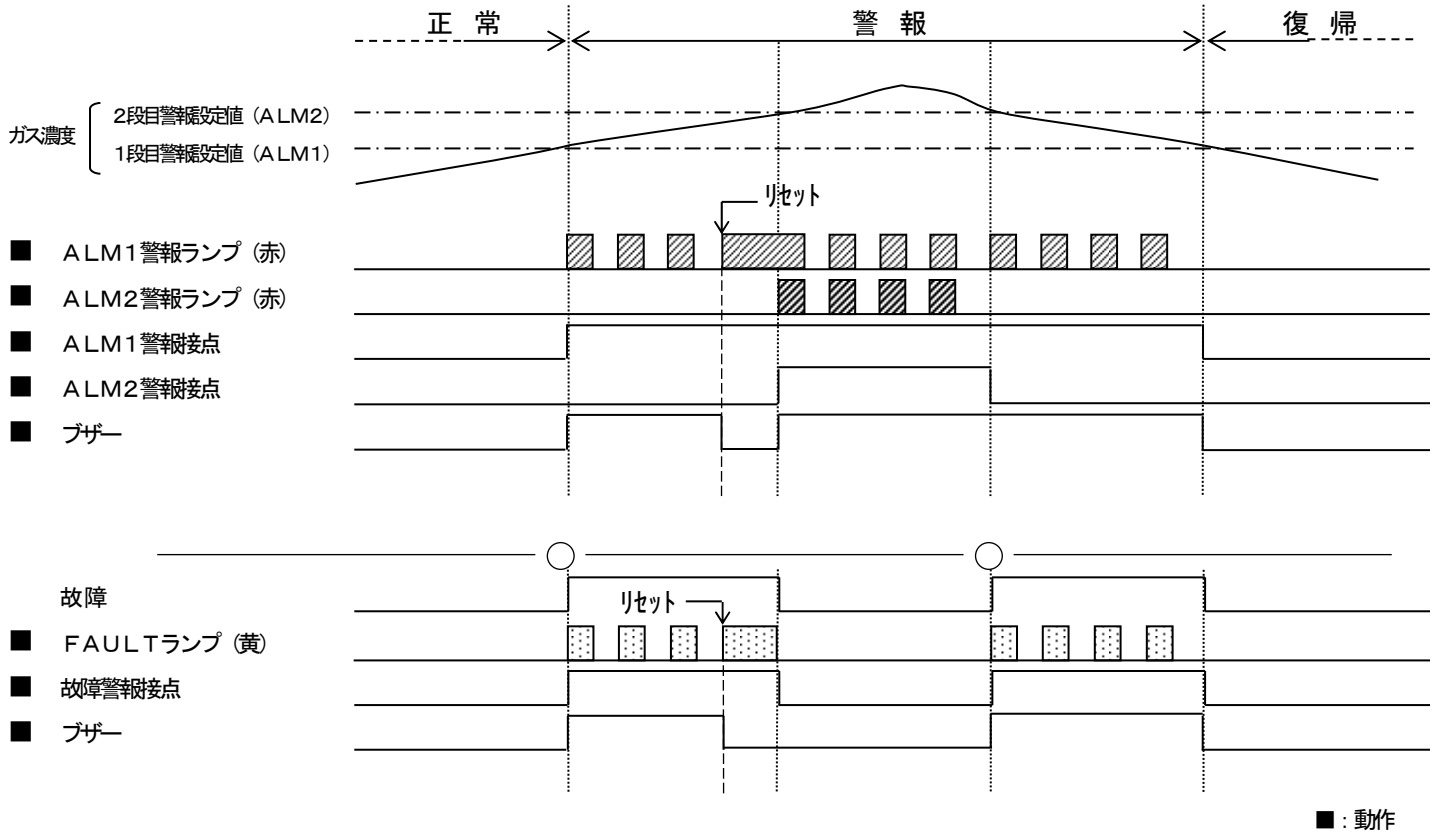 正 常
警 報
復 帰
ガス濃度
2段目警報設定値（ALM2）
1段目警報設定値（ALM1）
リセット
■ ALM1警報ランプ（赤）
■ ALM2警報ランプ（赤）
■ ALM1警報接点
■ ALM2警報接点
■ ブザー
故障
リセット
■ FAULTランプ（黄）
■ 故障警報接点
■ ブザー
■：動作